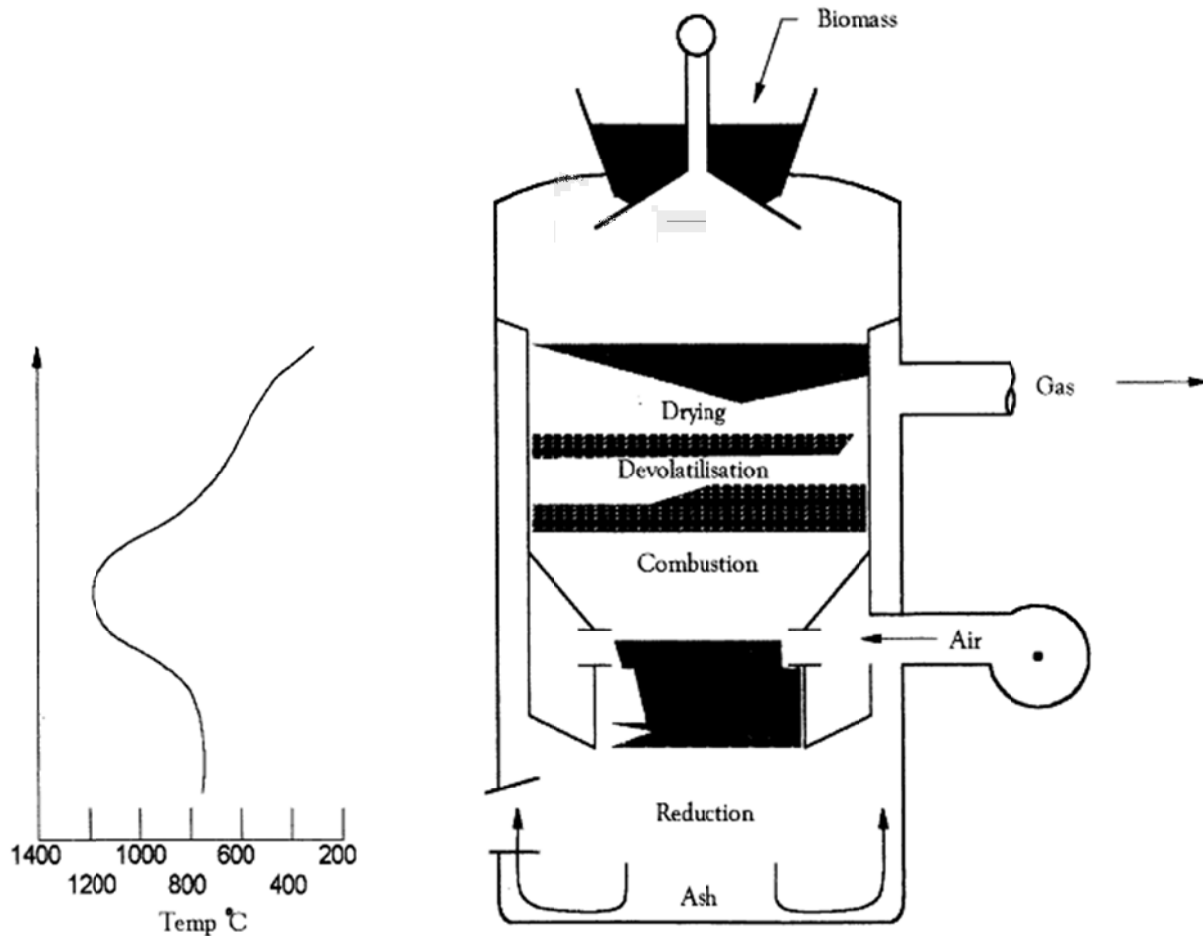 Biomass
Gas
Drying
Devolatilisation
Combustion
Air
Reduction
Ash
1400 1000 600 200
1200 800 400
Temp °C